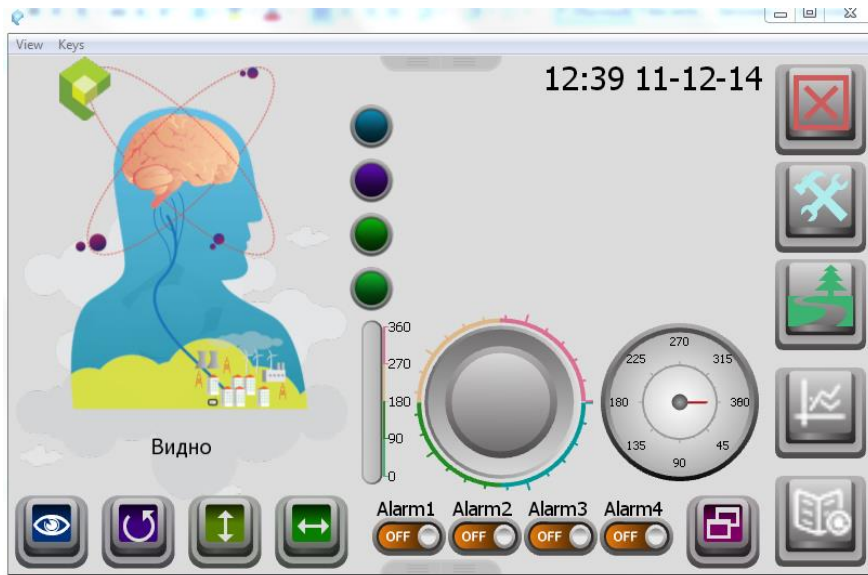 View Keys
12:39 11-12-14
Видно
360
270
180
90
0
270
225 315
180 360
135 45
90
Alarm1 Alarm2 Alarm3 Alarm4
OFF OFF OFF OFF